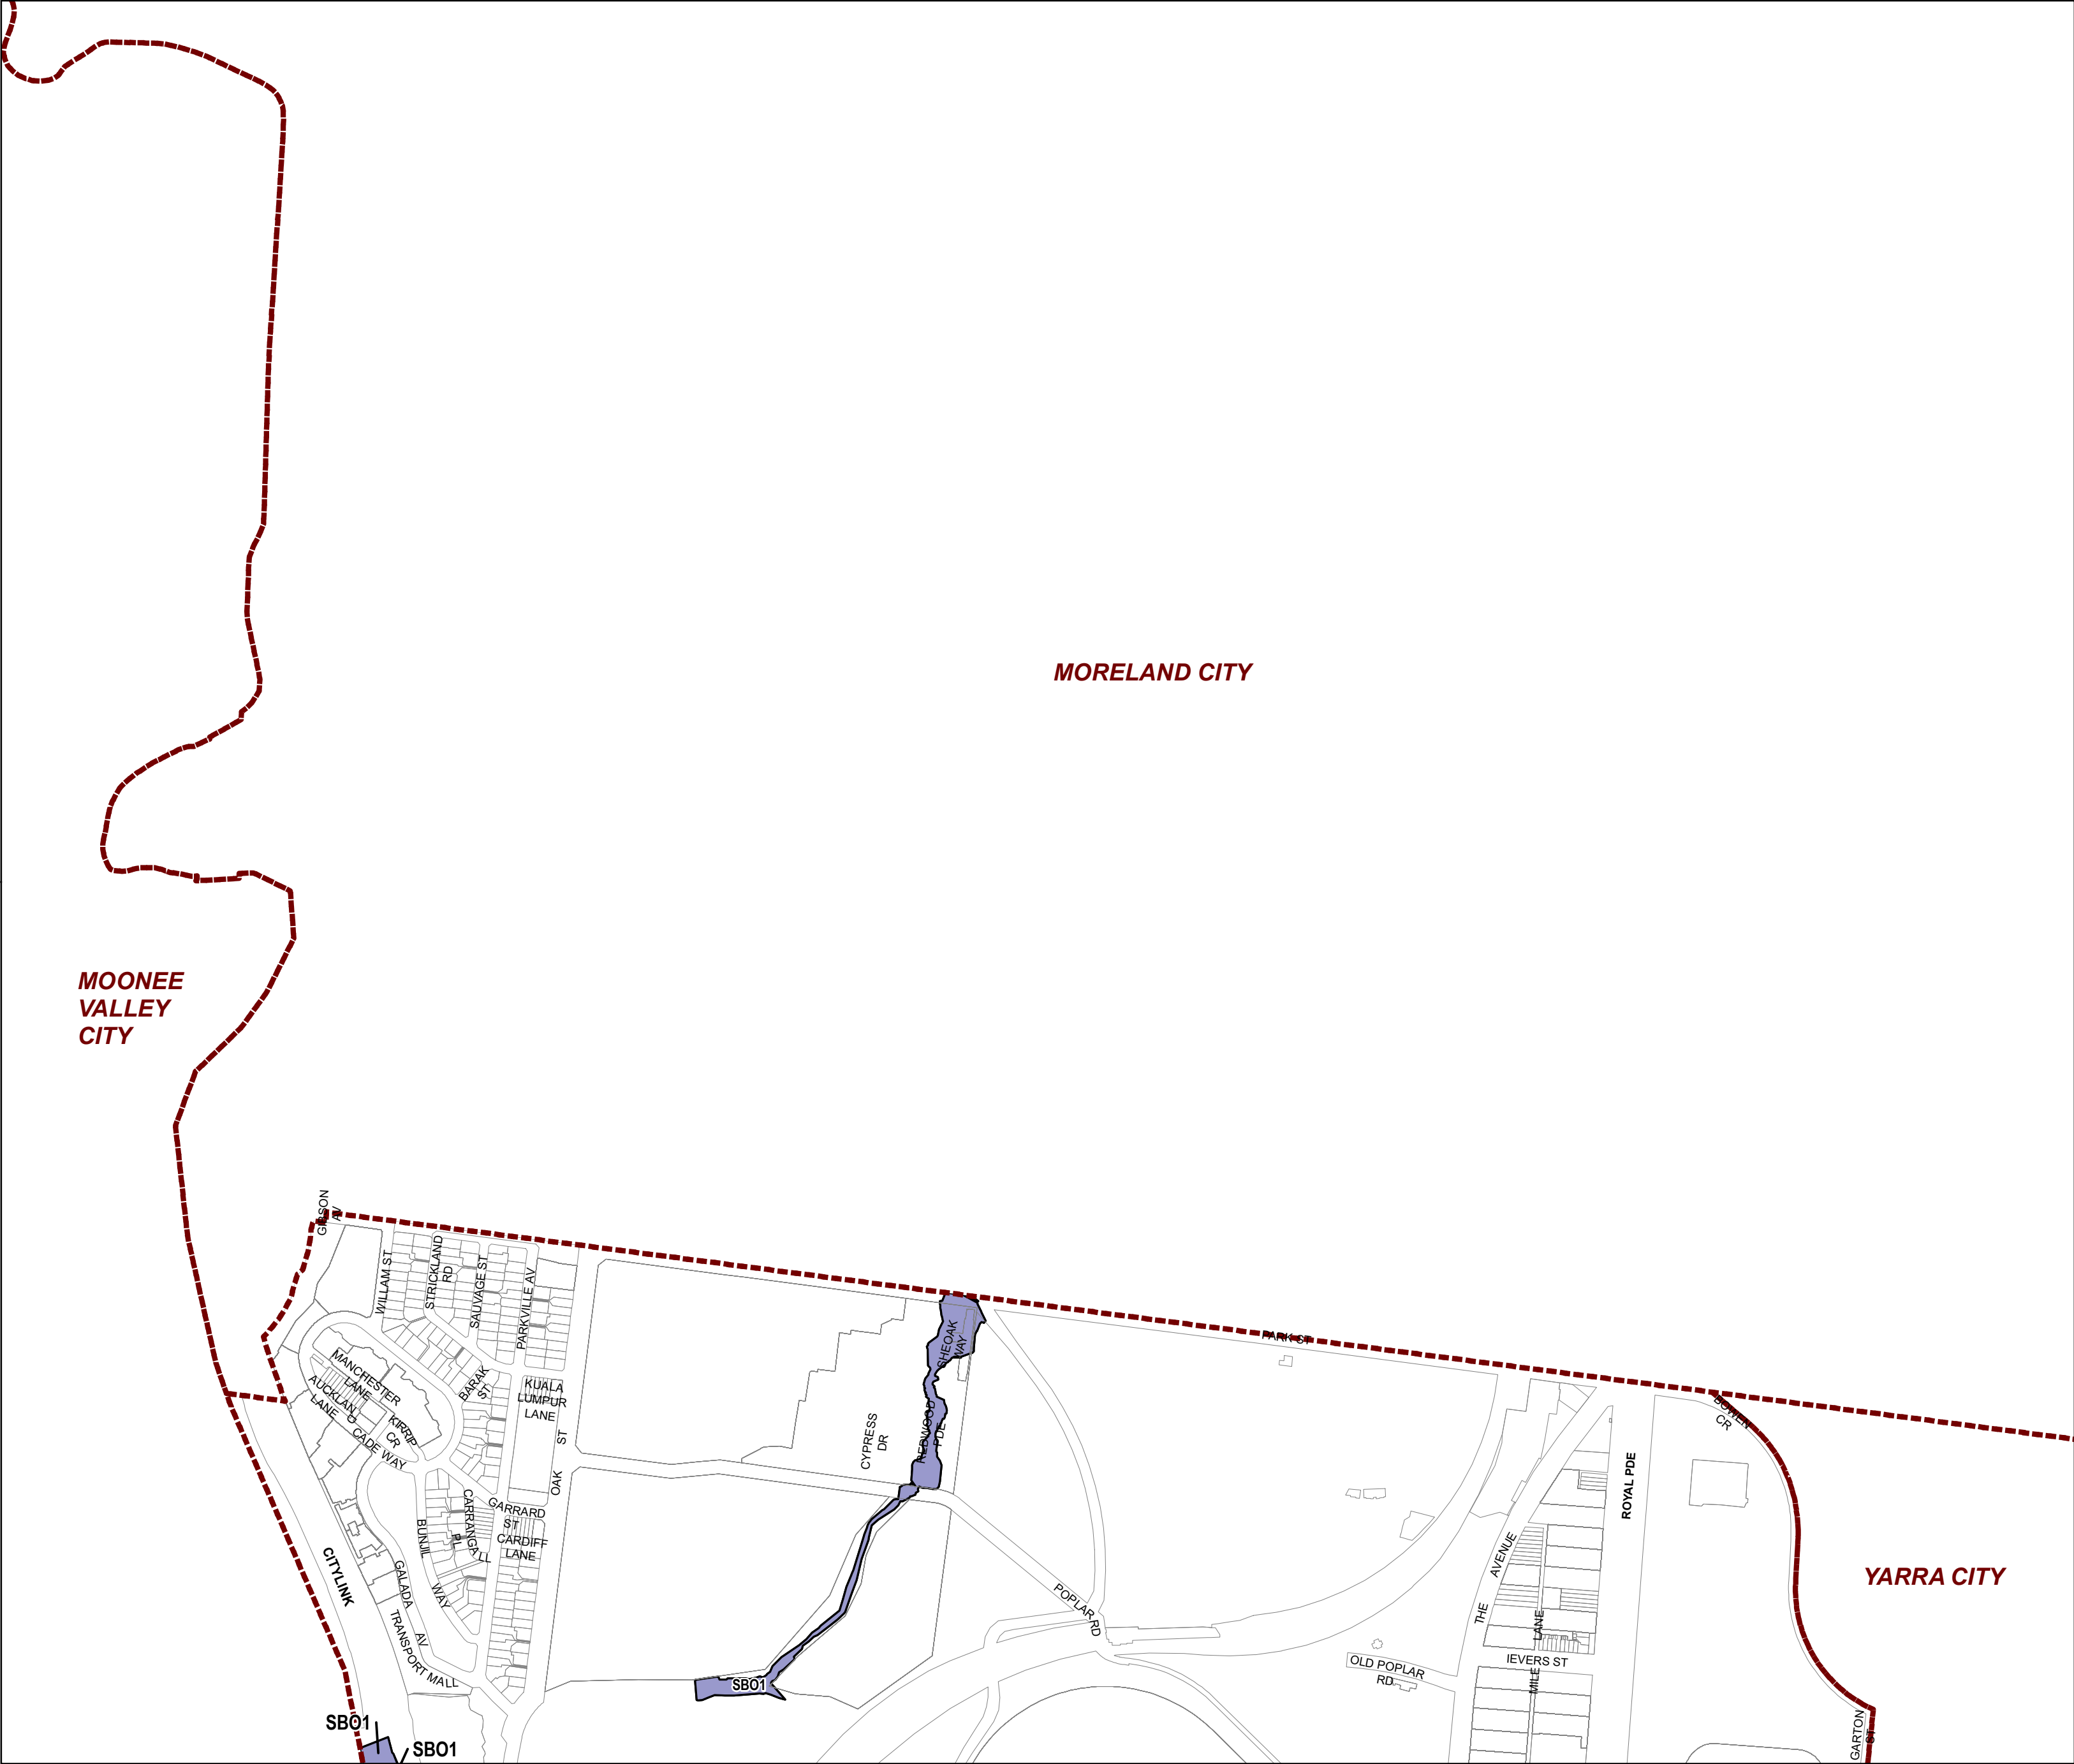 MORELAND CITY
MOONEE
VALLEY
CITY
GIBSON
AV
WILLAM ST
STRICKLAND
RD
SAUVAGE ST
PARKVILLE AV
SHEOAK
WAY
PARK ST
MANCHESTER
LANE
AUCKLAN
D
LANE
BARAK
ST
KUALA
LUMPUR
LANE
KIRRIP
CR
CADE WAY
OAK ST
CYPRESS
DR
REDWOOD
PDE
BOWEN
CR
ROYAL PDE
CARRANGALL
PL
GARRARD
ST
CARDIFF
LANE
BUNJIL WAY
CITYLINK
GALADA AV
TRANSPORT MALL
POPLAR RD
THE AVENUE
YARRA CITY
MILE LANE
IEVERS ST
OLD POPLAR
RD
SBO1
SBO1
SBO1
GARTON
ST